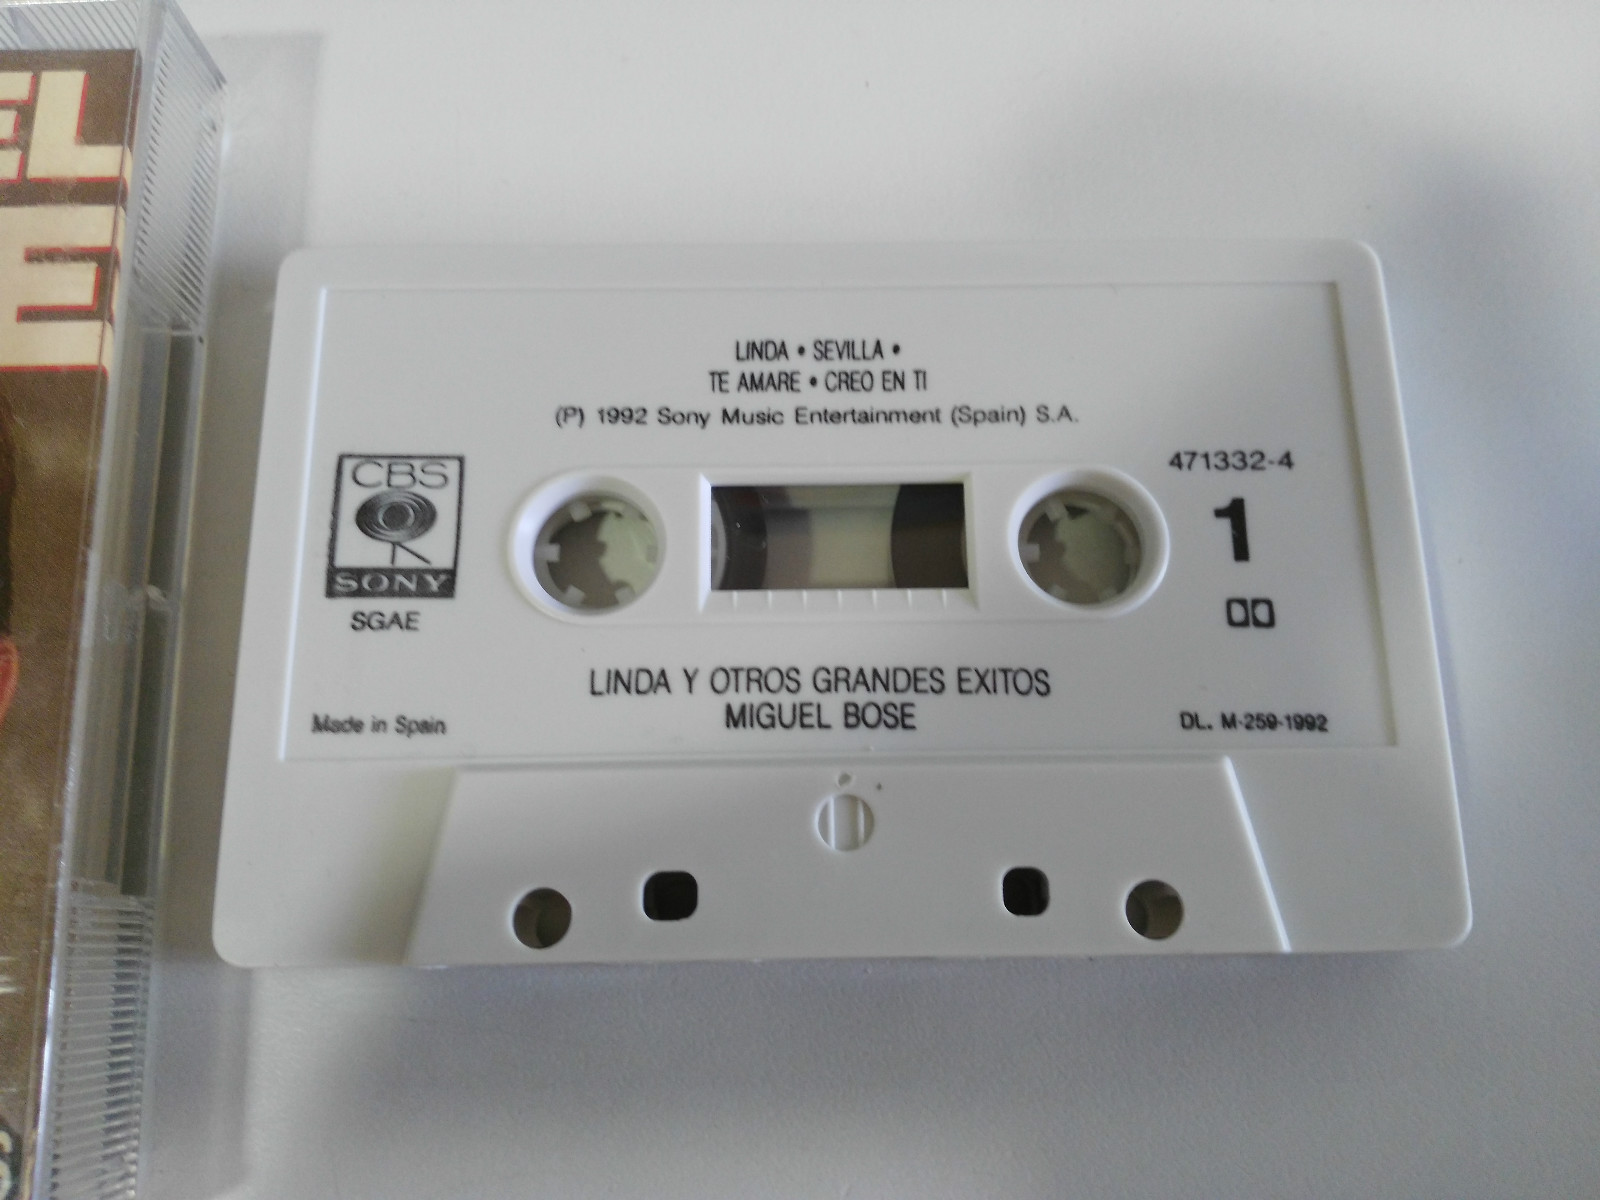 EL
E
LINDA • SEVILLA •
TE AMARE • CREO EN TI
(P) 1992 Sony Music Entertainment (Spain) S.A.
CBS
SONY
SGAE
471332-4
1
LINDA Y OTROS GRANDES EXITOS
MIGUEL BOSE
Made in Spain
DL. M-259-1992